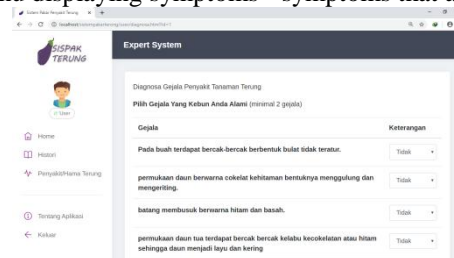 SISPAK
TERUNG
Expert System
User
Home
Histori
Penyakit/Hama Terung
Tentang Aplikasi
Keluar
Diagnosa Gejala Penyakit Tanaman Terung
Pilih Gejala Yang Kebun Anda Alami (minimal 2 gejala)
Gejala Keterangan
Pada buah terdapat bercak-bercak berbentuk bulat tidak teratur. Tidak
permukaan daun berwarna cokelat kehitaman bentuknya menggulung dan Tidak
mengeriting.
batang membusuk berwarna hitam dan basah. Tidak
permukaan daun tua terdapat bercak bercak kelabu kecokelatan atau hitam Tidak
sehingga daun menjadi layu dan kering